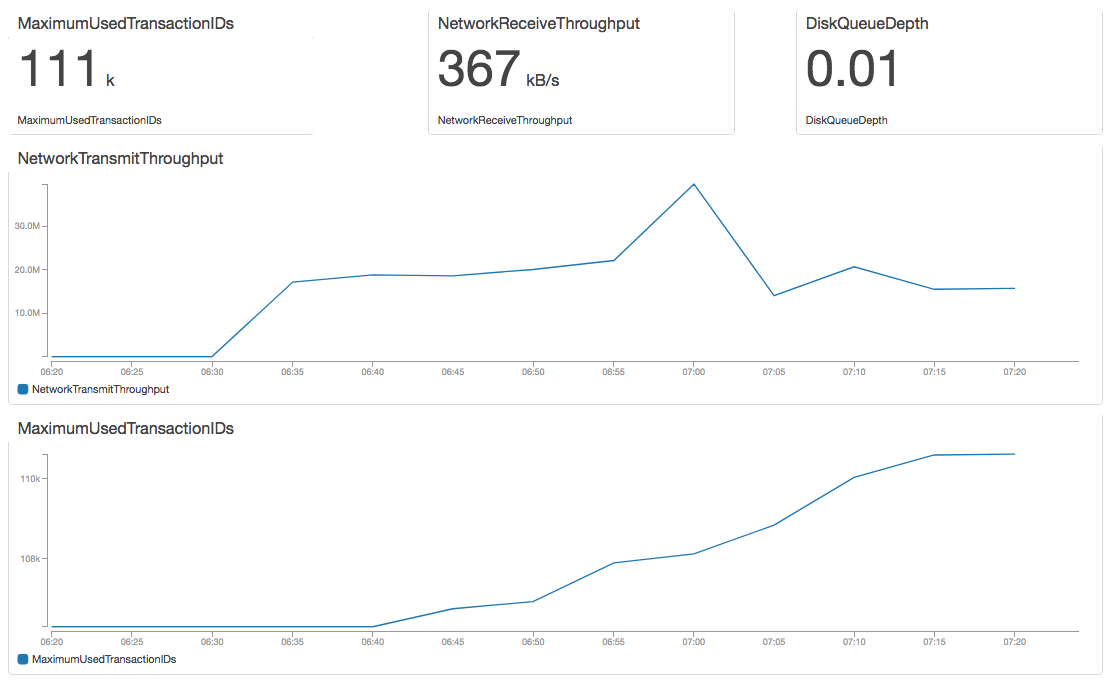 MaximumUsedTransactionIDs
111 k
MaximumUsedTransactionIDs
NetworkReceiveThroughput
367 kB/s
NetworkReceiveThroughput
DiskQueueDepth
0.01
DiskQueueDepth
NetworkTransmitThroughput
30.0M
20.0M
10.0M
06:20 06:25 06:30 06:35 06:40 06:45 06:50 06:55 07:00 07:05 07:10 07:15 07:20
NetworkTransmitThroughput
MaximumUsedTransactionIDs
110k
108k
06:20 06:25 06:30 06:35 06:40 06:45 06:50 06:55 07:00 07:05 07:10 07:15 07:20
MaximumUsedTransactionIDs